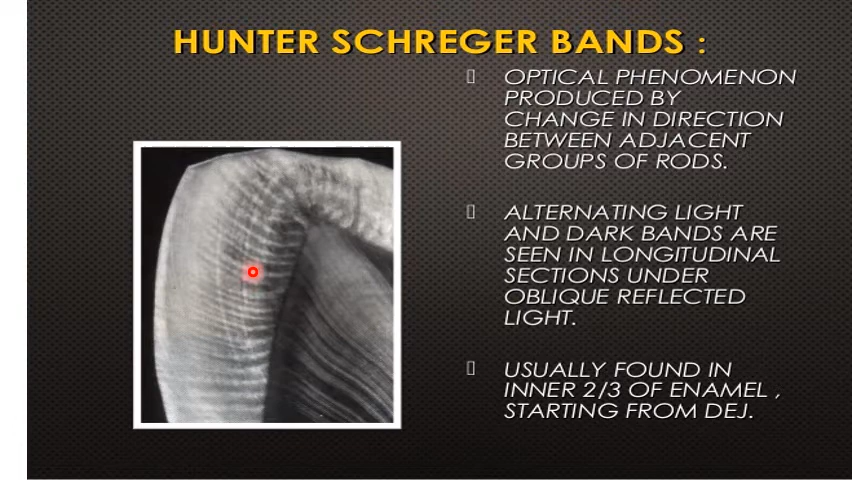 HUNTER SCHREGER BANDS :
OPTICAL PHENOMENON
PRODUCED BY
CHANGE IN DIRECTION
BETWEEN ADJACENT
GROUPS OF RODS.
ALTERNATING LIGHT
AND DARK BANDS ARE
SEEN IN LONGITUDINAL
SECTIONS UNDER
OBLIQUE REFLECTED
LIGHT.
USUALLY FOUND IN
INNER 2/3 OF ENAMEL ,
STARTING FROM DEJ.